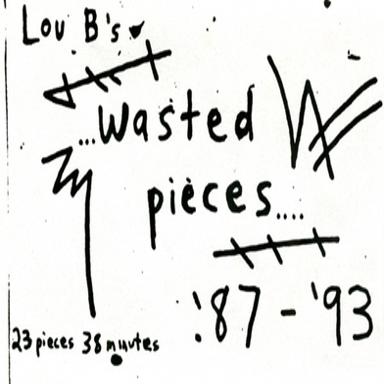 Lou B's
...wasted
pieces....
'87 - '93
23 pieces 38 minutes